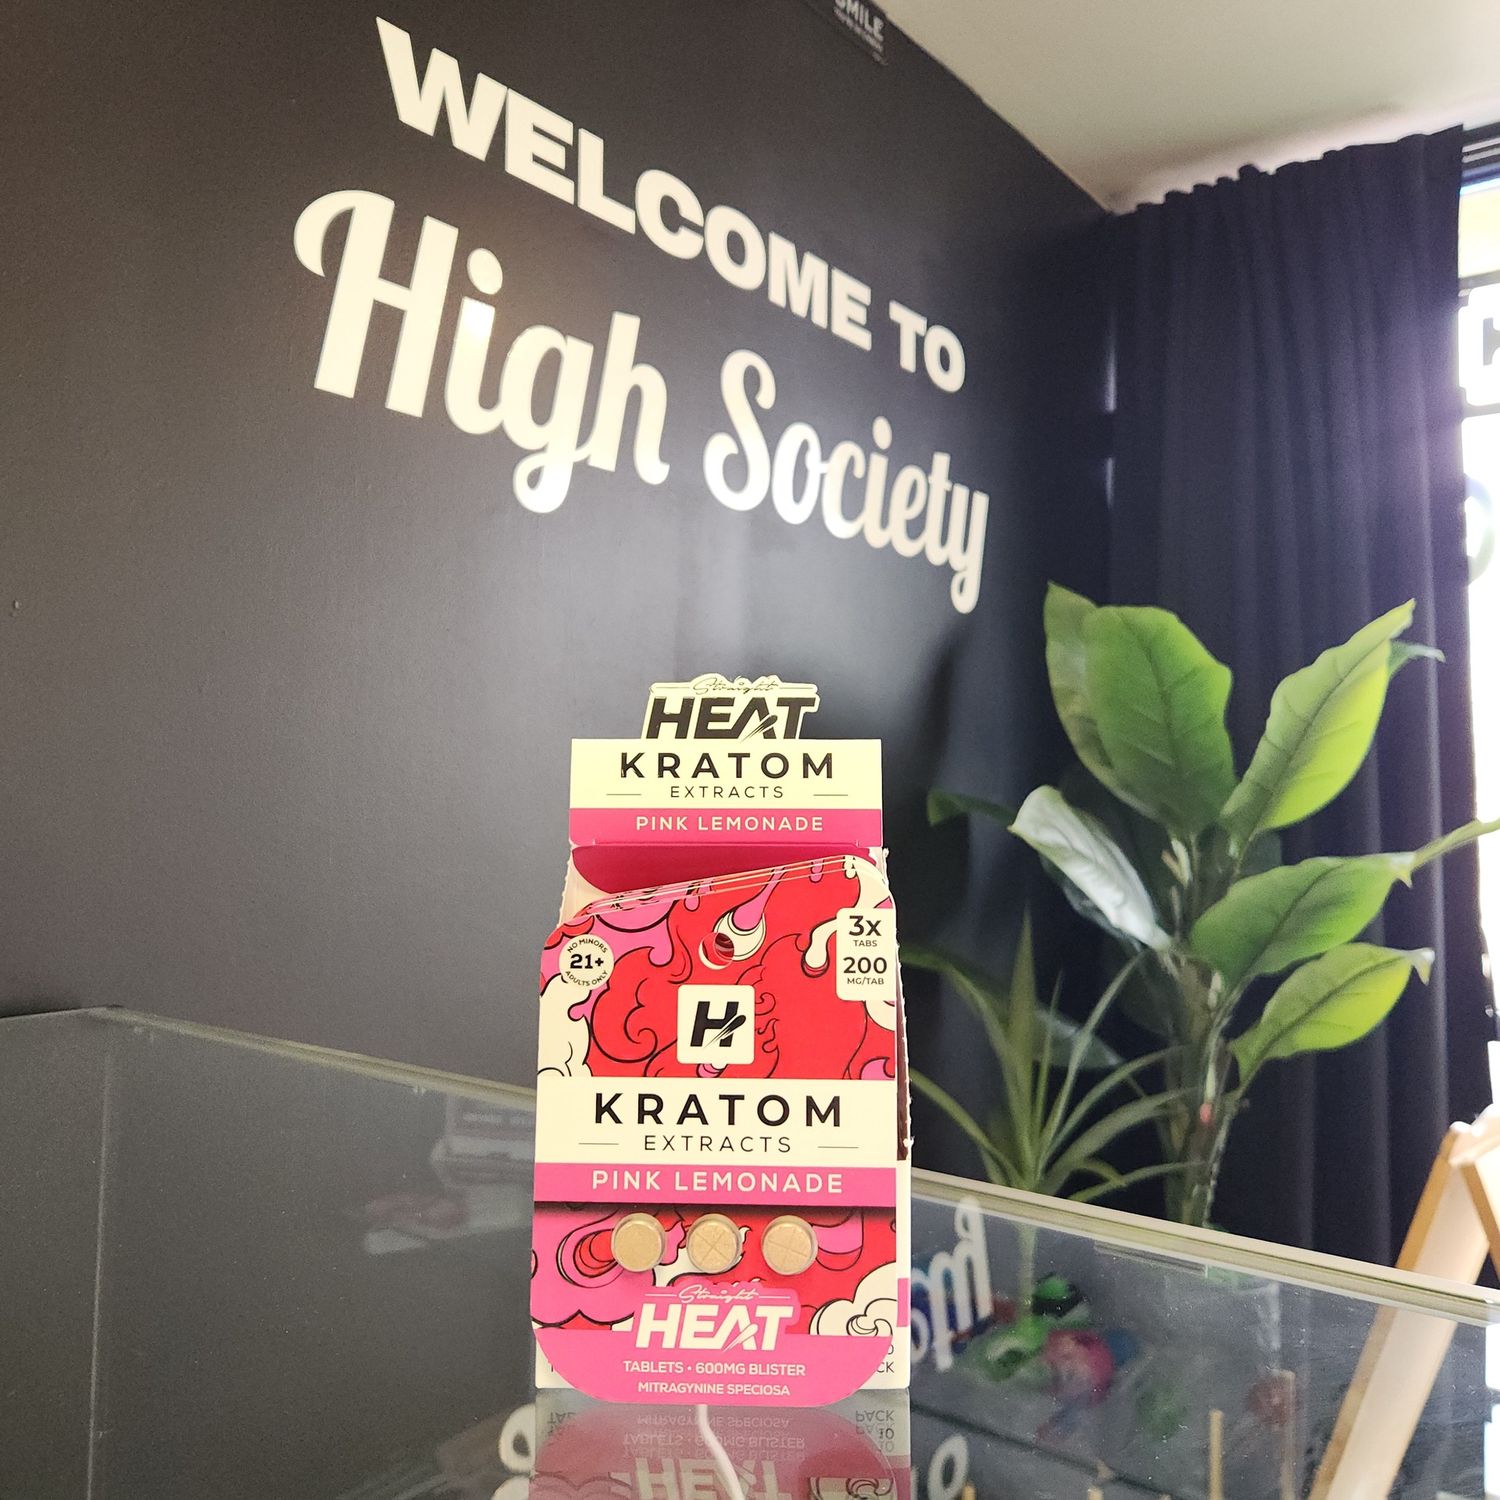 SMILE
WELCOME TO
High Society
Straight
HEAT
KRATOM
EXTRACTS
PINK LEMONADE
NO MINORS
21+
ADULTS ONLY
3x
TABS
200
MG/TAB
H
KRATOM
EXTRACTS
PINK LEMONADE
Straight
HEAT
TABLETS • 600MG BLISTER
MITRAGYNINE SPECIOSA